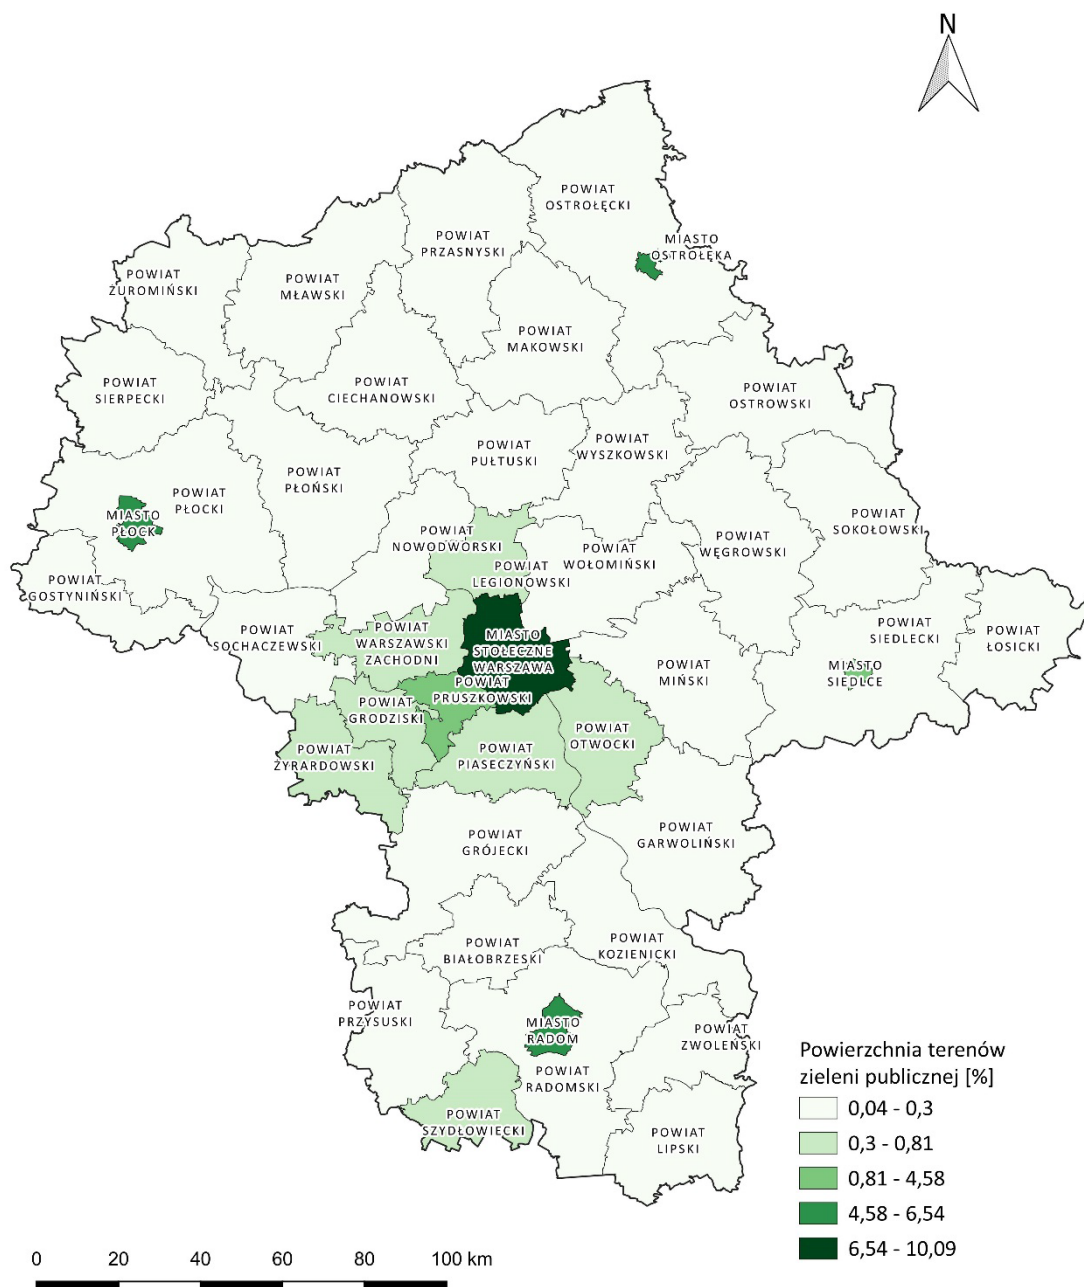 N
POWIAT
OSTROŁĘCKI
MIASTO
OSTROŁĘKA
POWIAT
PRZASNYSKI
POWIAT
ŻUROMIŃSKI
POWIAT
MŁAWSKI
POWIAT
MAKOWSKI
POWIAT
SIERPECKI
POWIAT
CIECHANOWSKI
POWIAT
OSTROWSKI
POWIAT
PUŁTUSKI
POWIAT
WYSZKOWSKI
POWIAT
PŁOŃSKI
POWIAT
PŁOCKI
MIASTO
PŁOCK
POWIAT
SOKOŁOWSKI
POWIAT
WĘGROWSKI
POWIAT
NOWODWORSKI
POWIAT
WOŁOMIŃSKI
POWIAT
LEGIONOWSKI
POWIAT
GOSTYNIŃSKI
POWIAT
SOCHACZEWSKI
POWIAT
WARSZAWSKI
ZACHODNI
MIASTO
STOŁECZNE
WARSZAWA
POWIAT
SIEDLECKI
POWIAT
ŁOSICKI
MIASTO
SIEDLCE
POWIAT
MIŃSKI
POWIAT
PRUSZKOWSKI
POWIAT
GRODZISKI
POWIAT
OTWOCKI
POWIAT
ŻYRARDOWSKI
POWIAT
PIASECZYŃSKI
POWIAT
GRÓJECKI
POWIAT
GARWOLIŃSKI
POWIAT
BIAŁOBRZESKI
POWIAT
KOZIENICKI
POWIAT
PRZYSUSKI
MIASTO
RADOM
POWIAT
ZWOLEŃSKI
POWIAT
RADOMSKI
POWIAT
SZYDŁOWIECKI
POWIAT
LIPSKI
Powierzchnia terenów
zieleni publicznej [%]
0,04 - 0,3
0,3 - 0,81
0,81 - 4,58
4,58 - 6,54
6,54 - 10,09
0 20 40 60 80 100 km